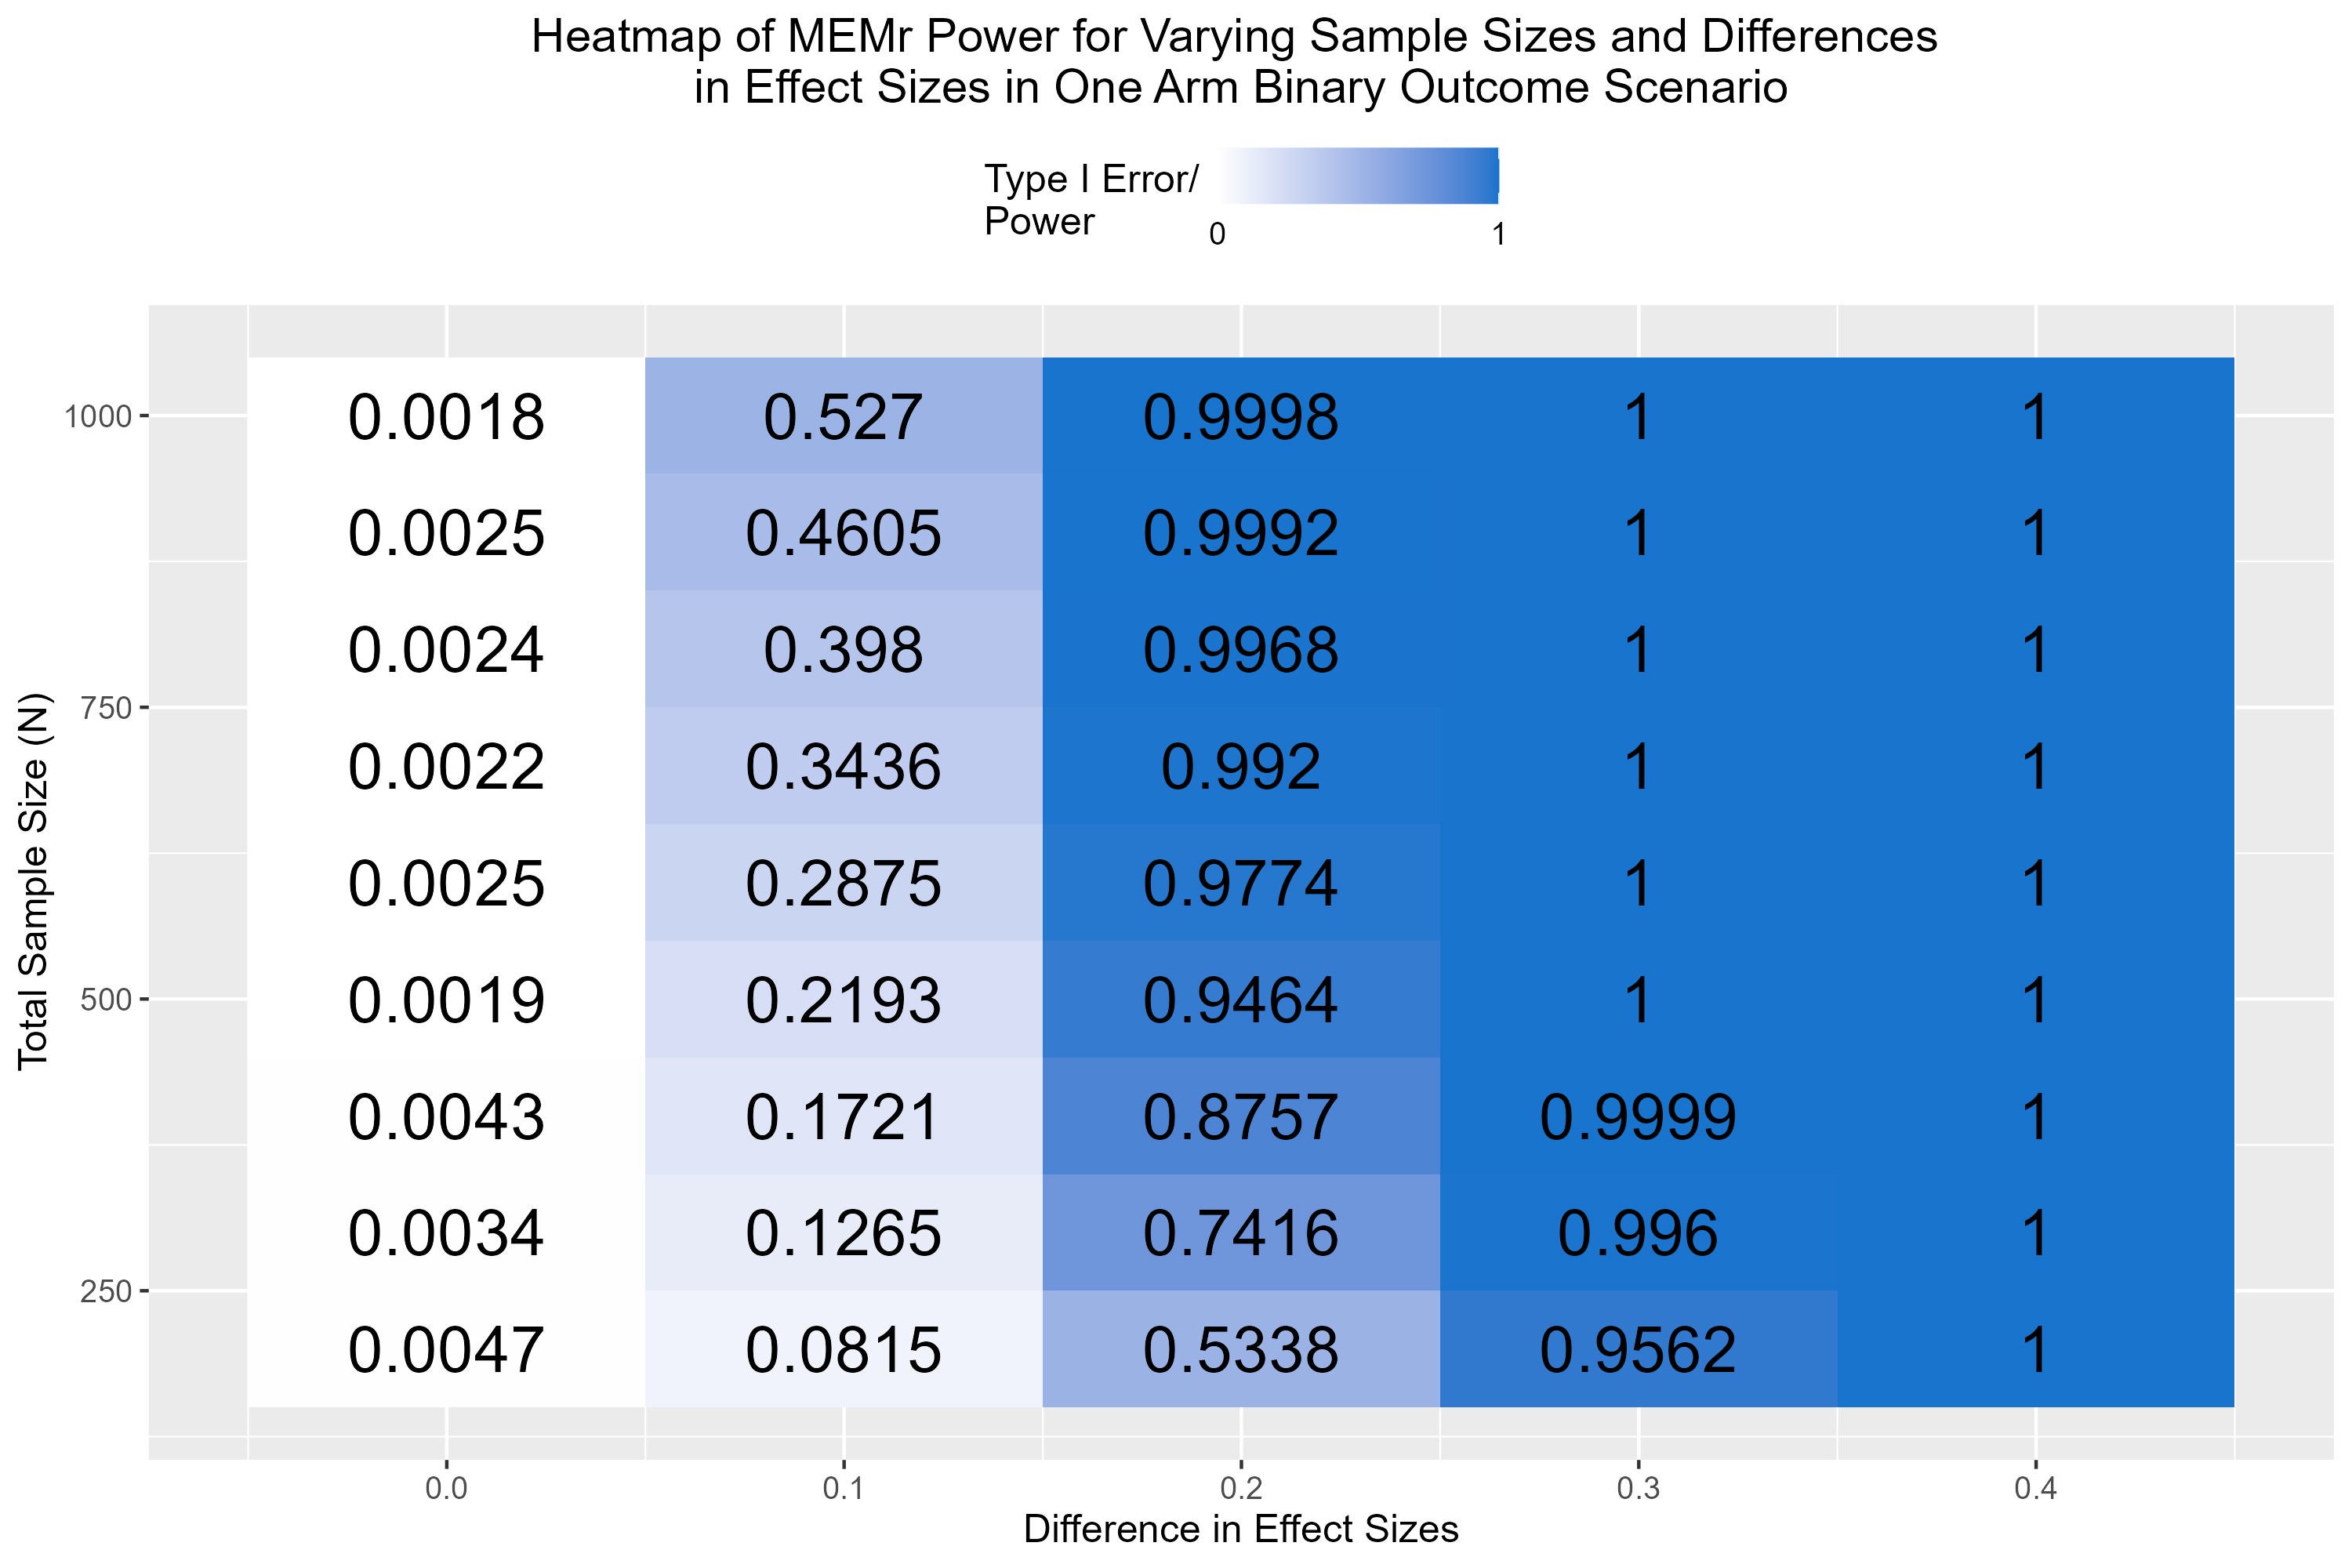 Heatmap of MEMr Power for Varying Sample Sizes and Differences
in Effect Sizes in One Arm Binary Outcome Scenario
Type I Error/
Power
0 1
1000 0.0018 0.527 0.9998 1 1
0.0025 0.4605 0.9992 1 1
0.0024 0.398 0.9968 1 1
750
0.0022 0.3436 0.992 1 1
0.0025 0.2875 0.9774 1 1
500 0.0019 0.2193 0.9464 1 1
0.0043 0.1721 0.8757 0.9999 1
0.0034 0.1265 0.7416 0.996 1
250
0.0047 0.0815 0.5338 0.9562 1
Total Sample Size (N)
0.0 0.1 0.2 0.3 0.4
Difference in Effect Sizes